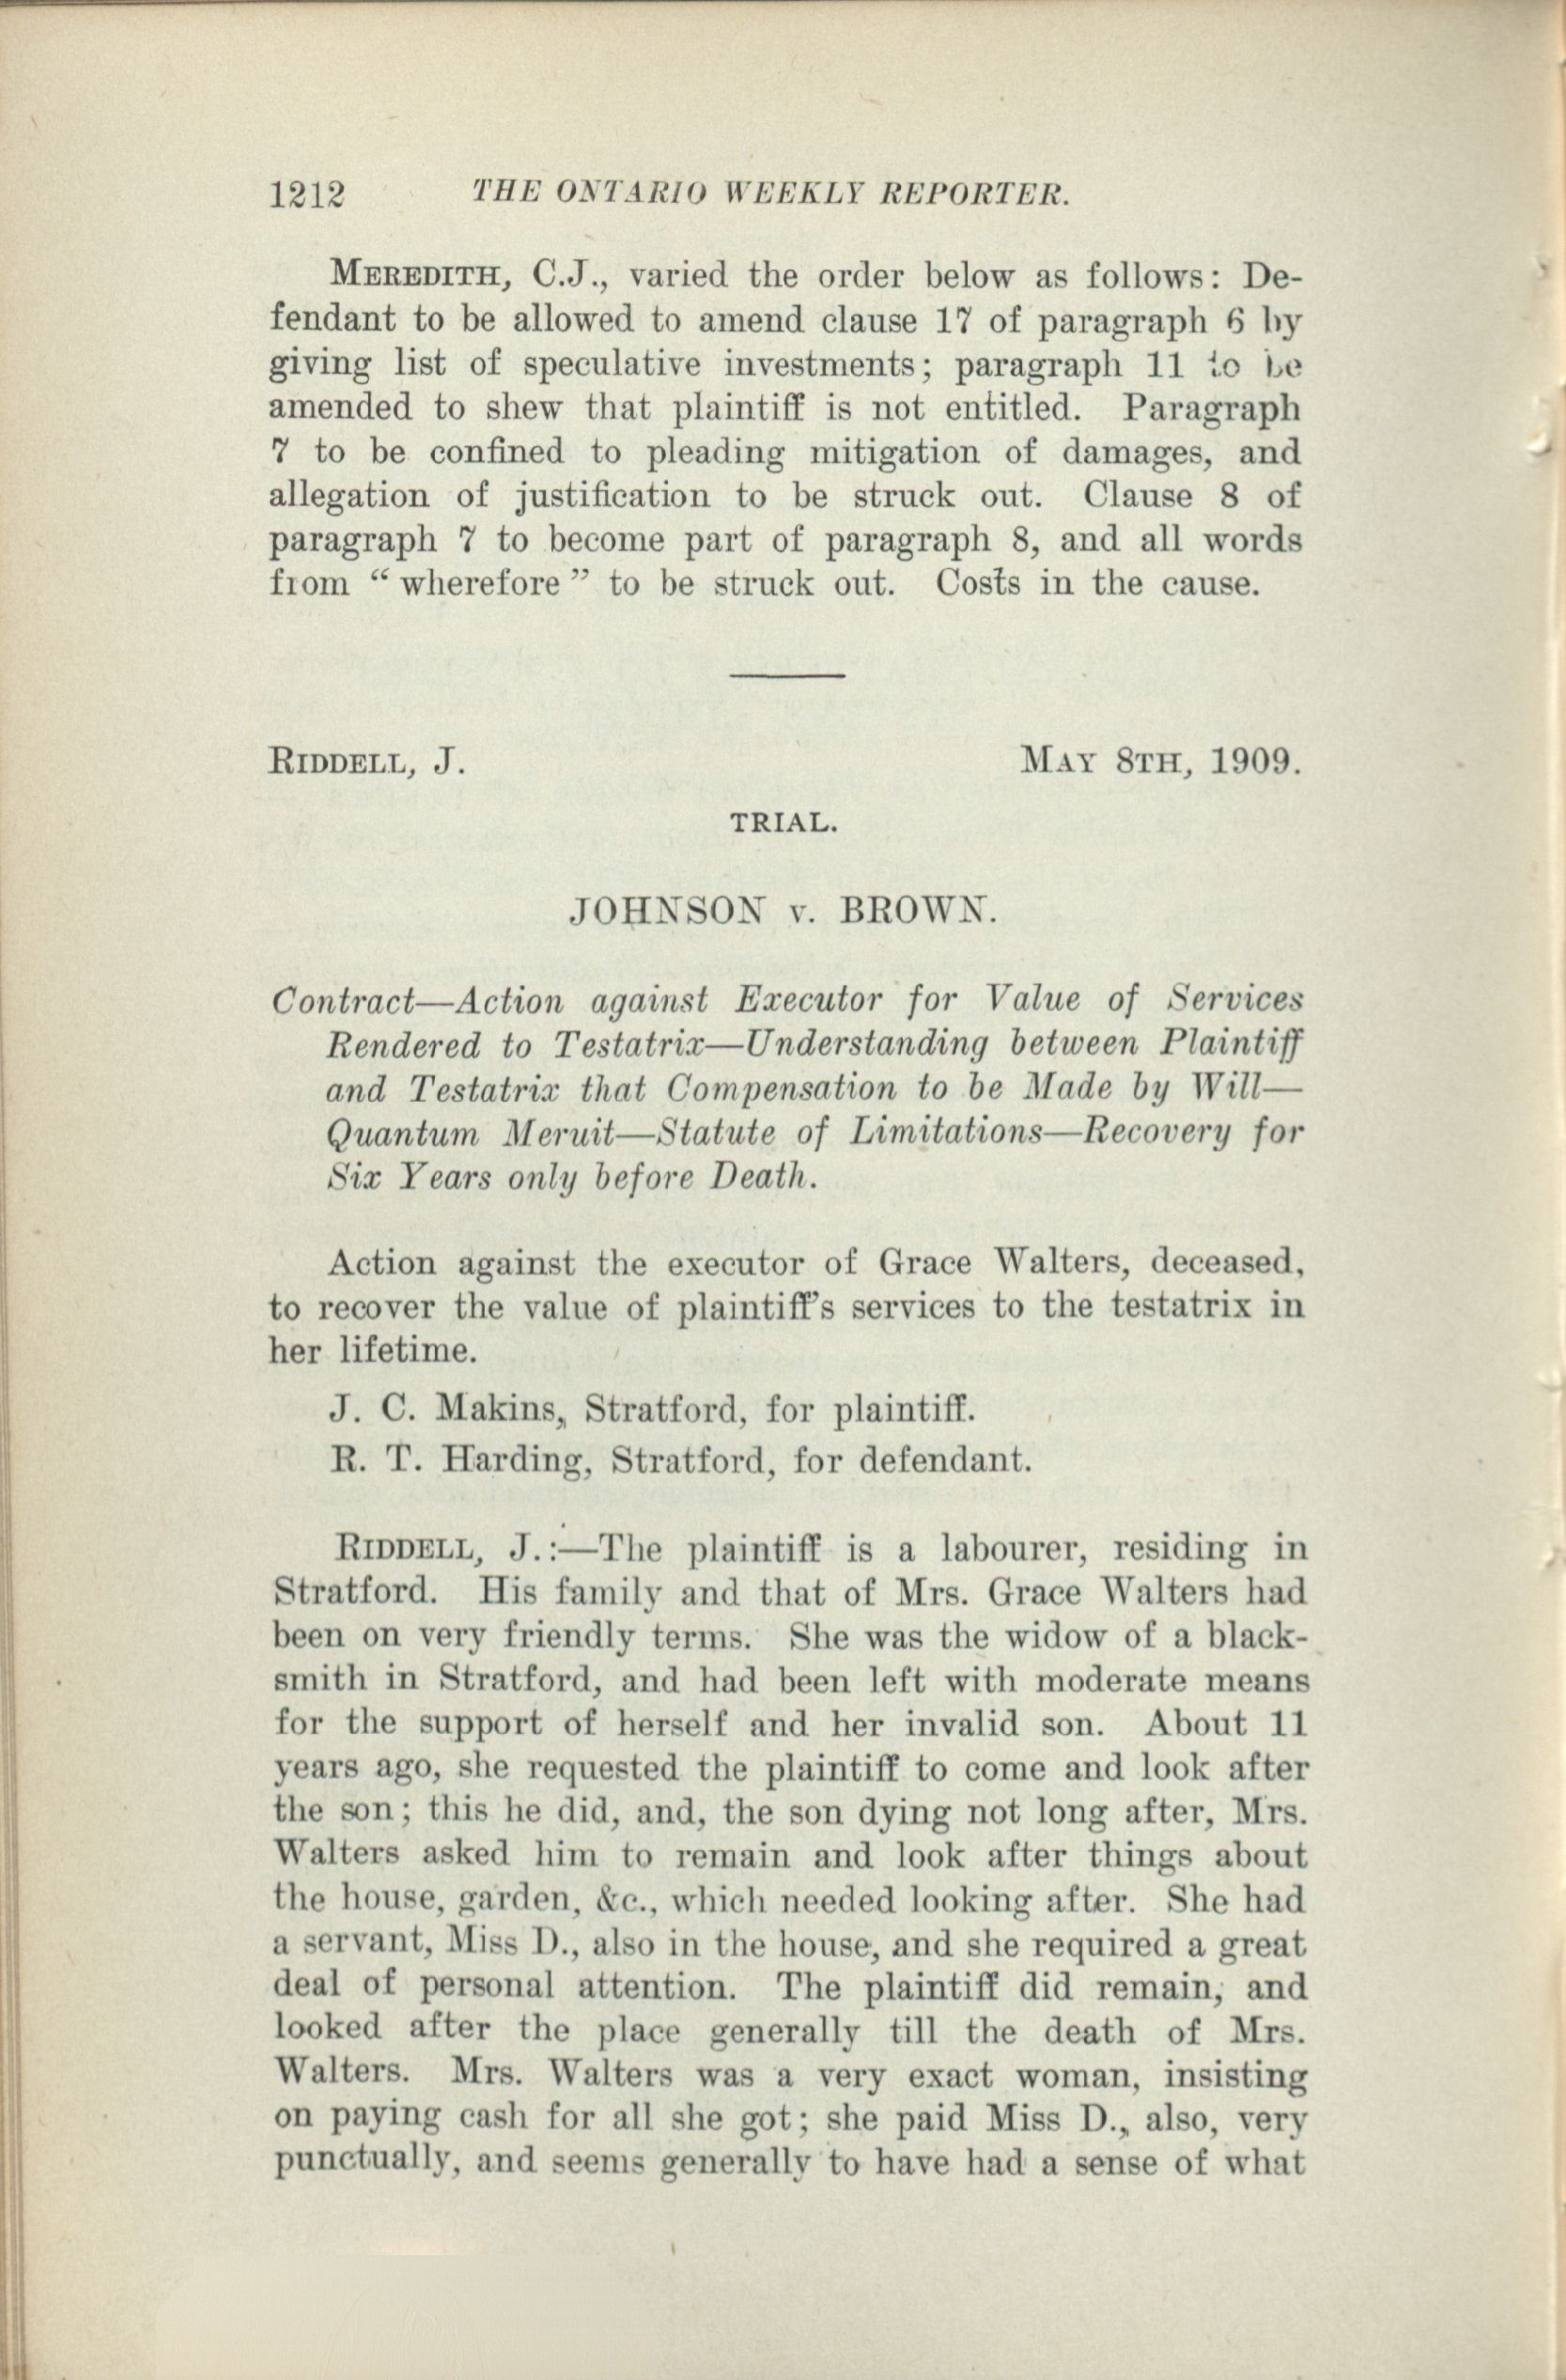 1212 THE ONTARIO WEEKLY REPORTER.
MEREDITH, C.J., varied the order below as follows: De-
fendant to be allowed to amend clause 17 of paragraph 6 by
giving list of speculative investments; paragraph 11 to be
amended to shew that plaintiff is not entitled. Paragraph
7 to be confined to pleading mitigation of damages, and
allegation of justification to be struck out. Clause 8 of
paragraph 7 to become part of paragraph 8, and all words
from “ wherefore ” to be struck out. Costs in the cause.
RIDDELL, J. MAY 8TH, 1909.
TRIAL.
JOHNSON v. BROWN.
Contract—Action against Executor for Value of Services
Rendered to Testatrix—Understanding between Plaintiff
and Testatrix that Compensation to be Made by Will—
Quantum Meruit—Statute of Limitations—Recovery for
Six Years only before Death.
Action against the executor of Grace Walters, deceased,
to recover the value of plaintiff's services to the testatrix in
her lifetime.
J. C. Makins, Stratford, for plaintiff.
R. T. Harding, Stratford, for defendant.
RIDDELL, J.:—The plaintiff is a labourer, residing in
Stratford. His family and that of Mrs. Grace Walters had
been on very friendly terms. She was the widow of a black-
smith in Stratford, and had been left with moderate means
for the support of herself and her invalid son. About 11
years ago, she requested the plaintiff to come and look after
the son; this he did, and, the son dying not long after, Mrs.
Walters asked him to remain and look after things about
the house, garden, &c., which needed looking after. She had
a servant, Miss D., also in the house, and she required a great
deal of personal attention. The plaintiff did remain, and
looked after the place generally till the death of Mrs.
Walters. Mrs. Walters was a very exact woman, insisting
on paying cash for all she got; she paid Miss D., also, very
punctually, and seems generally to have had a sense of what